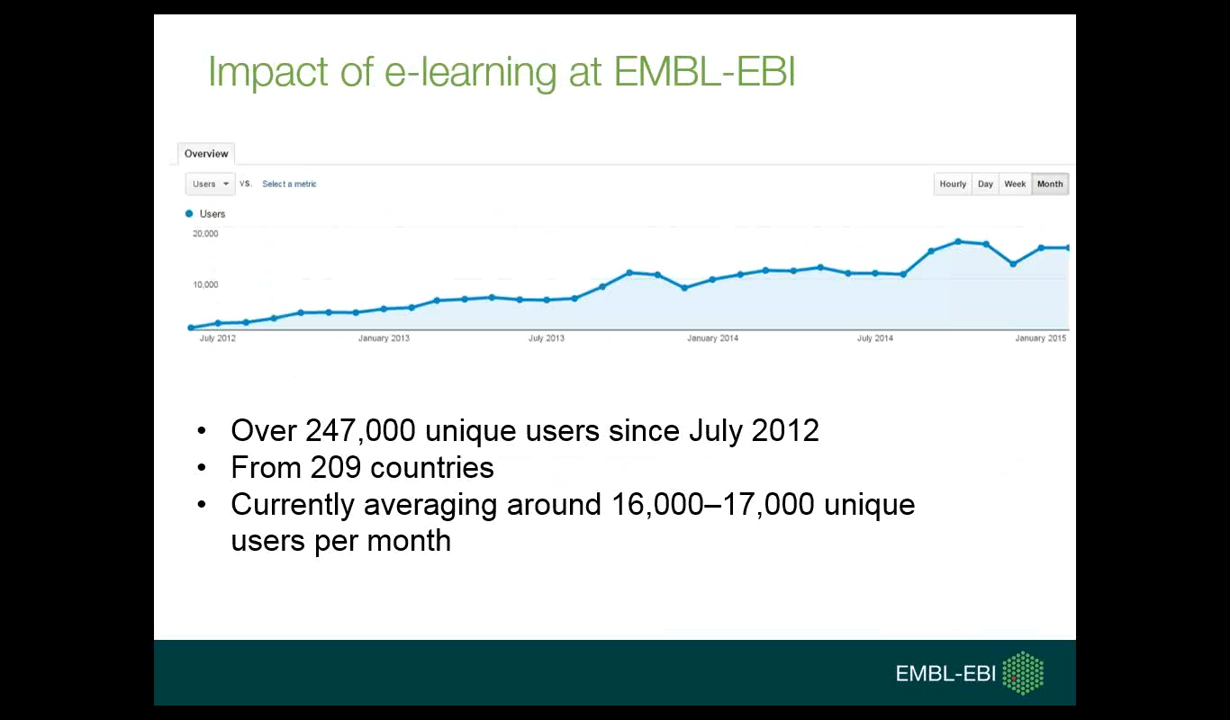 Impact of e-learning at EMBL-EBI
Overview
Users VS. Select a metric
Hourly Day Week Month
Users
20,000
10,000
July 2012 January 2013 July 2013 January 2014 July 2014 January 2015
• Over 247,000 unique users since July 2012
• From 209 countries
• Currently averaging around 16,000–17,000 unique
users per month
EMBL-EBI